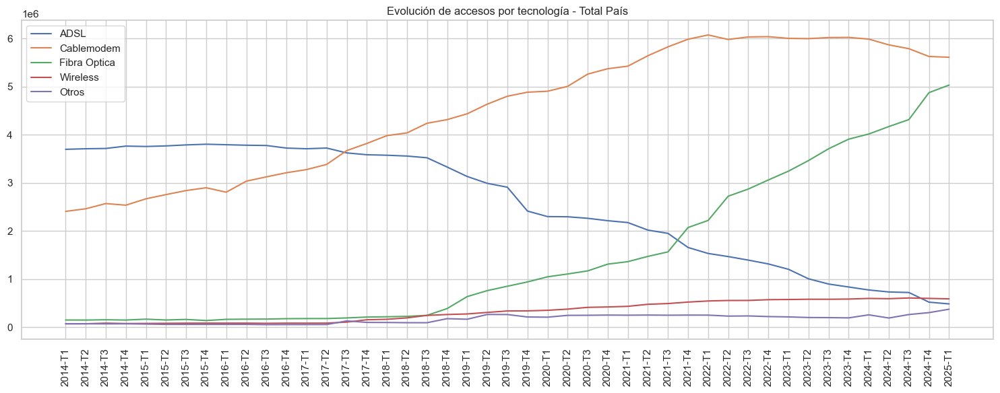 Evolución de accesos por tecnología - Total País
1e6
ADSL
Cablemodem
Fibra Optica
Wireless
Otros
6
5
4
3
2
1
0
2014-T1
2014-T2
2014-T3
2014-T4
2015-T1
2015-T2
2015-T3
2015-T4
2016-T1
2016-T2
2016-T3
2016-T4
2017-T1
2017-T2
2017-T3
2017-T4
2018-T1
2018-T2
2018-T3
2018-T4
2019-T1
2019-T2
2019-T3
2019-T4
2020-T1
2020-T2
2020-T3
2020-T4
2021-T1
2021-T2
2021-T3
2021-T4
2022-T1
2022-T2
2022-T3
2022-T4
2023-T1
2023-T2
2023-T3
2023-T4
2024-T1
2024-T2
2024-T3
2024-T4
2025-T1